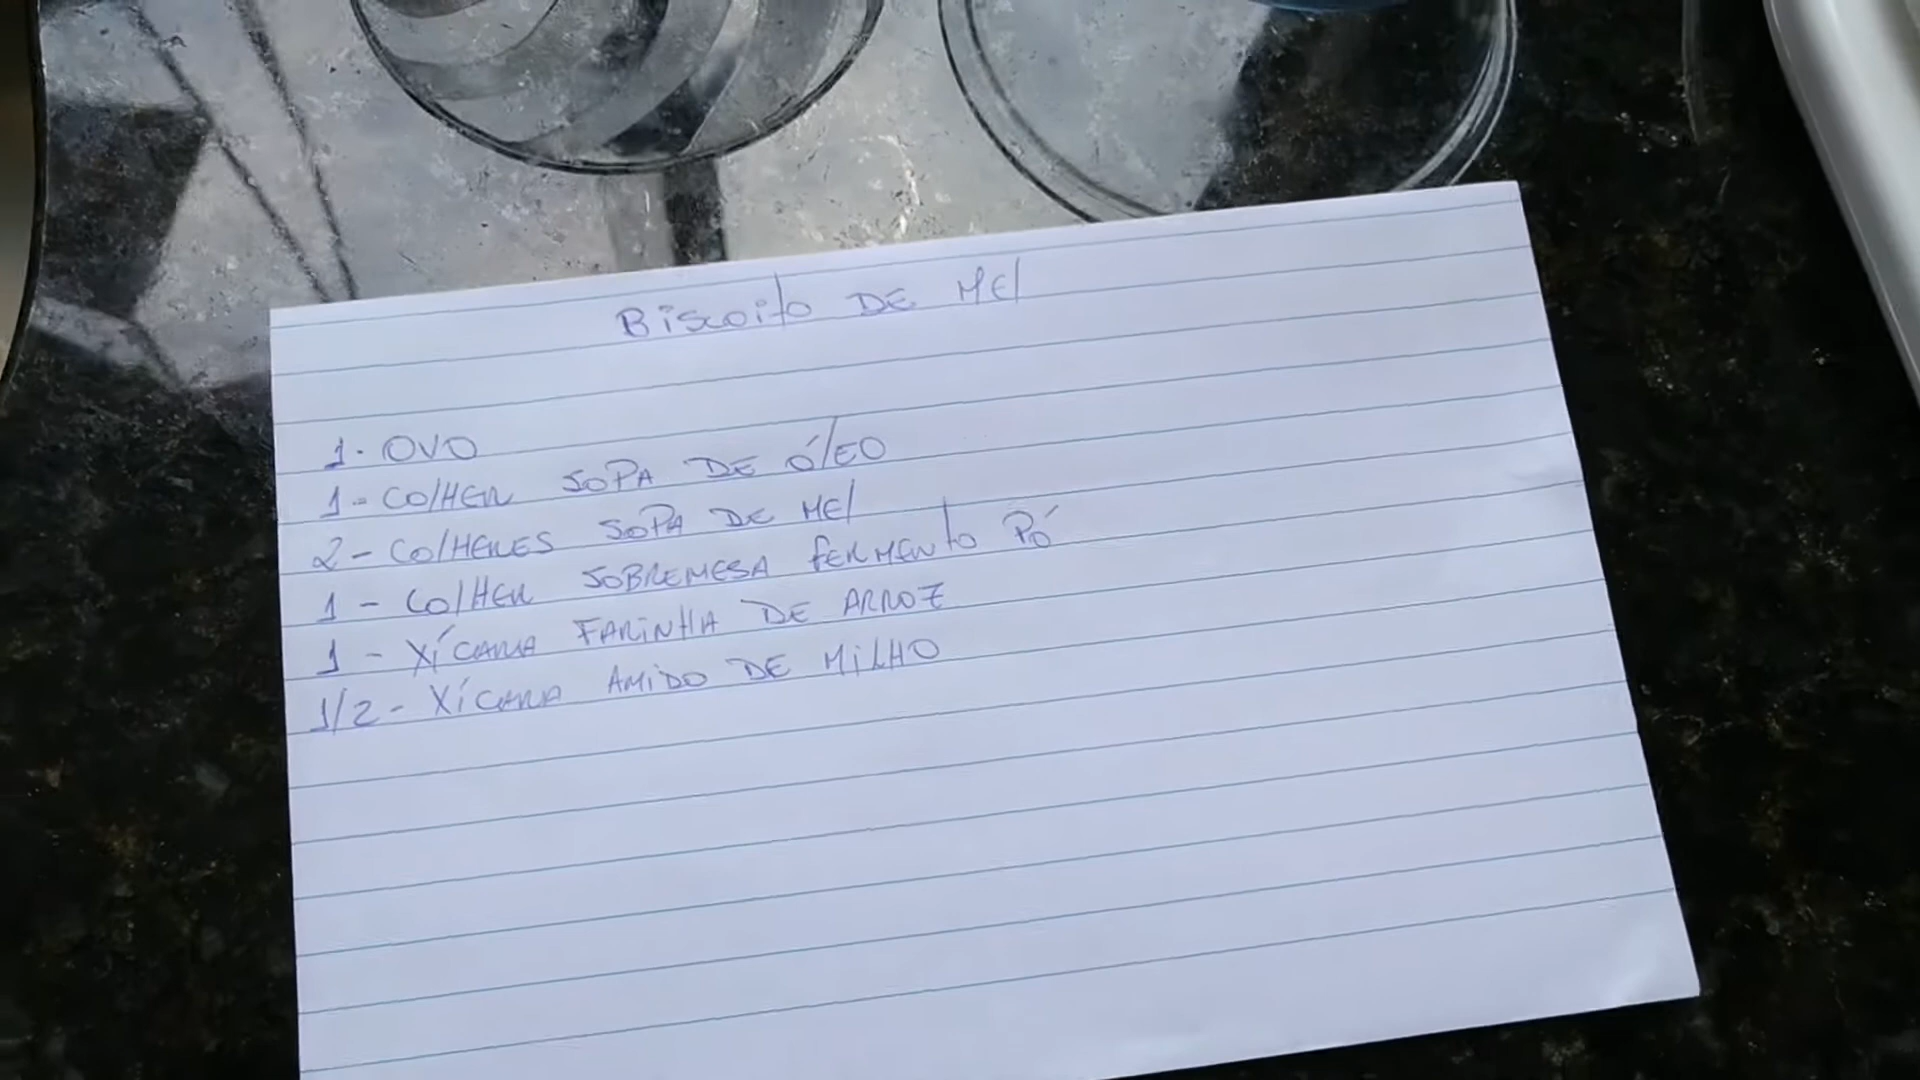 Biscoito DE MEl
1. OVO
1 - COlHER SOPA DE ÓlEO
2 - COlHERES SOPA DE MEl
1 - COlHER SOBREMESA fERMENto PÓ
1 - XÍCARA FARiNHA DE ARROZ
1/2 - XÍCARA AMiDO DE MiLHO